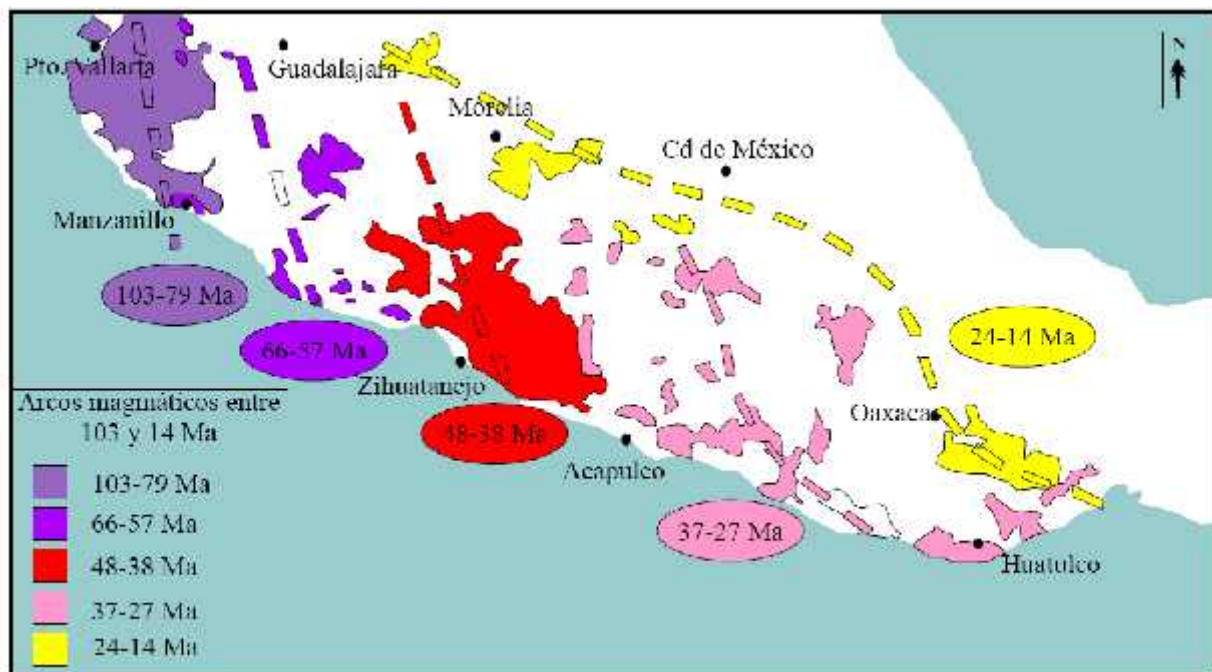 N
Pto. Vallarta
Guadalajara
Morelia
Cd de México
Manzanillo
103-79 Ma
66-57 Ma
24-14 Ma
Zihuatanejo
Oaxaca
48-38 Ma
Acapulco
37-27 Ma
Huatulco
Arcos magmáticos entre
103 y 14 Ma
103-79 Ma
66-57 Ma
48-38 Ma
37-27 Ma
24-14 Ma